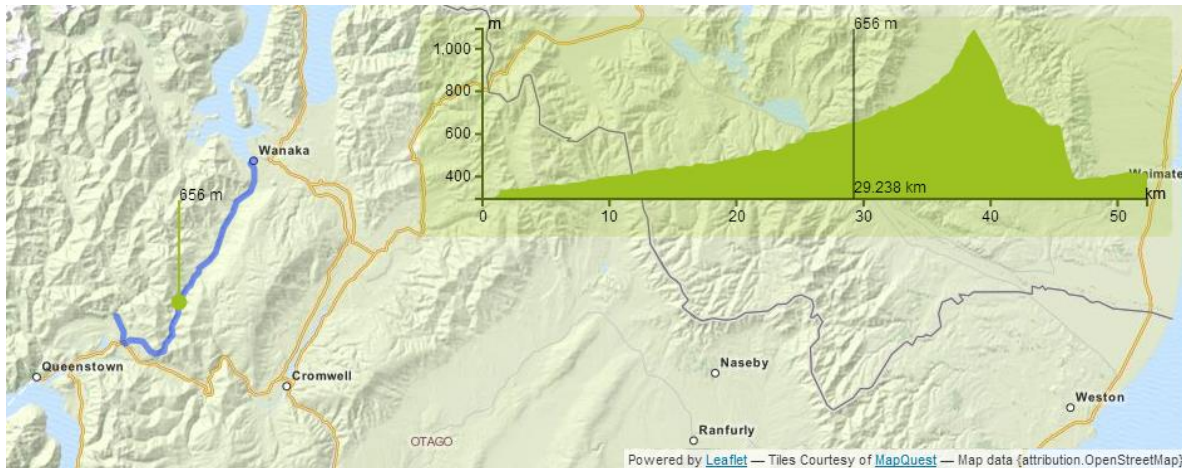 m
656 m
1,000
800
600
400
29.238 km
km
0
10
20
30
40
50
Wanaka
656 m
Waimate
Queenstown
Cromwell
Naseby
Weston
Ranfurly
OTAGO
Powered by Leaflet — Tiles Courtesy of MapQuest — Map data {attribution.OpenStreetMap}